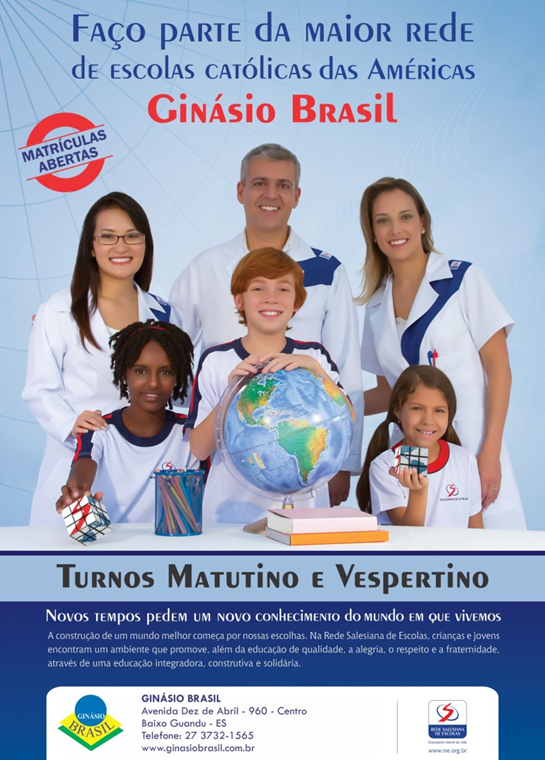 Faço parte da maior rede
de escolas católicas das Américas
Ginásio Brasil
MATRÍCULAS
ABERTAS
Turnos Matutino e Vespertino
Novos tempos pedem um novo conhecimento do mundo em que vivemos
A construção de um mundo melhor começa por nossas escolhas. Na Rede Salesiana de Escolas, crianças e jovens
encontram um ambiente que promove, além da educação de qualidade, a alegria, o respeito e a fraternidade,
através de uma educação integradora, construtiva e solidária.
GINÁSIO
BRASIL
GINÁSIO BRASIL
Avenida Dez de Abril - 960 - Centro
Baixo Guandu - ES
Telefone: 27 3732-1565
www.ginasiobrasil.com.br
REDE SALESIANA
DE ESCOLAS
www.rse.org.br